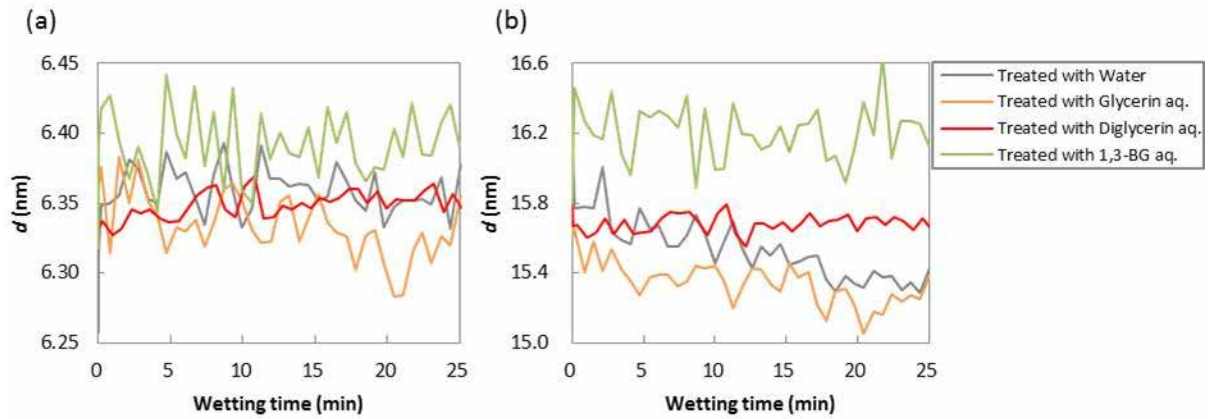 (a)
(b)
6.45
6.40
6.35
6.30
6.25
d (nm)
0 5 10 15 20 25
Wetting time (min)
16.6
16.2
15.8
15.4
15.0
d (nm)
0 5 10 15 20 25
Wetting time (min)
Treated with Water
Treated with Glycerin aq.
Treated with Diglycerin aq.
Treated with 1,3-BG aq.